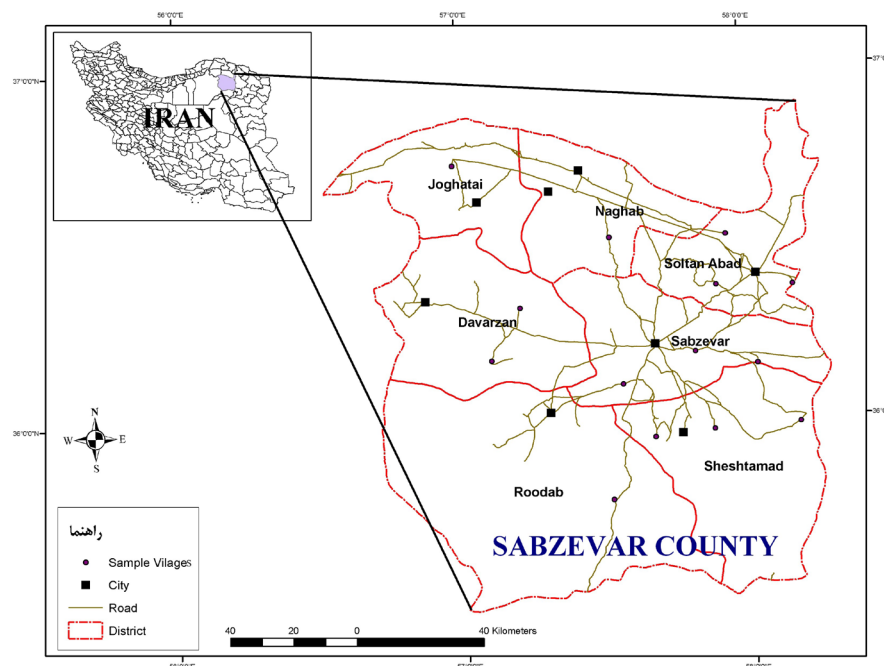 56°0'0"E
57°0'0"E
58°0'0"E
37°0'0"N
37°0
IRAN
Joghatai
Naghab
Soltan Abad
Davarzan
Sabzevar
36°0'0"N
36°0
N
W
E
S
Roodab
Sheshtamad
SABZEVAR COUNTY
راهنما
Sample Vilages
City
Road
District
40 20 0 40 Kilometers